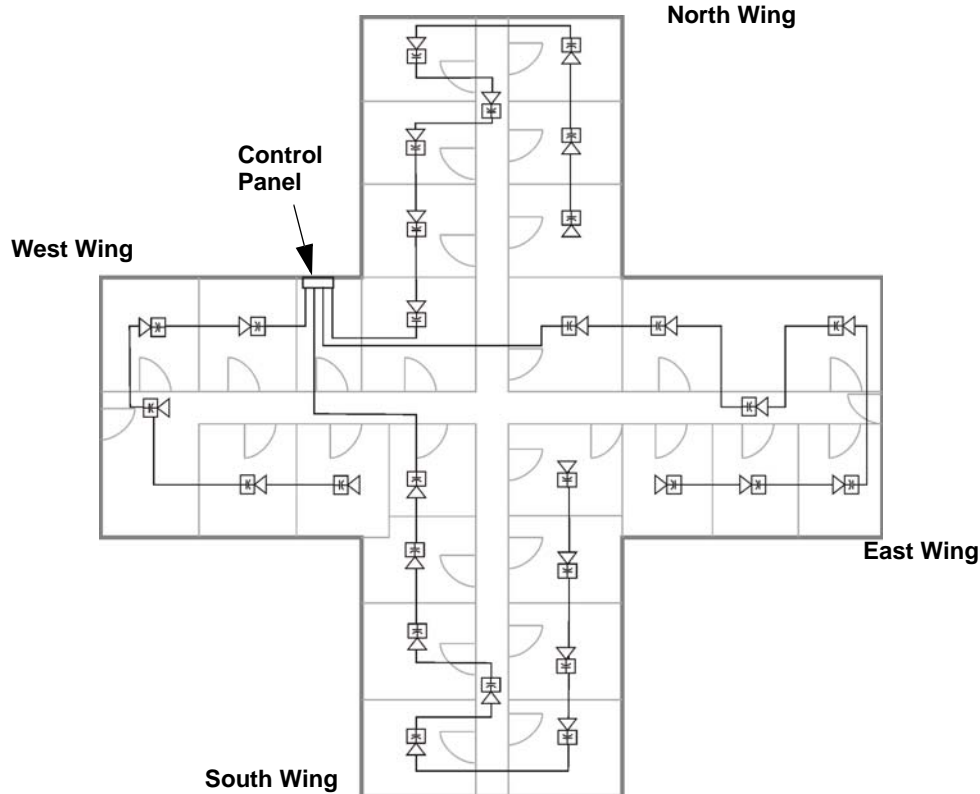 North Wing
Control
Panel
West Wing
East Wing
South Wing